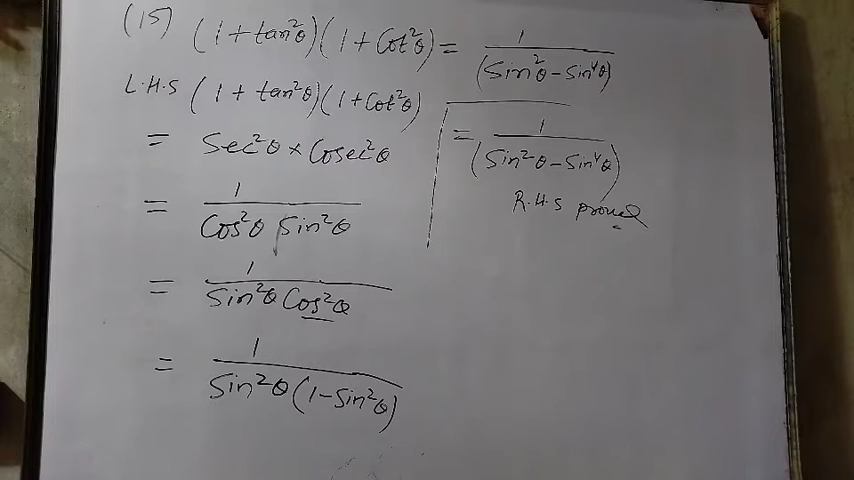 (15) (1+tan²θ)(1+Cot²θ) = 1/(Sin²θ-Sin⁴θ)
L.H.S (1+tan²θ)(1+Cot²θ)
= Sec²θ × Cosec²θ
= 1/Cos²θ Sin²θ
= 1/Sin²θ Cos²θ
= 1/Sin²θ(1-Sin²θ)
= 1/(Sin²θ-Sin⁴θ)
R.H.S proved